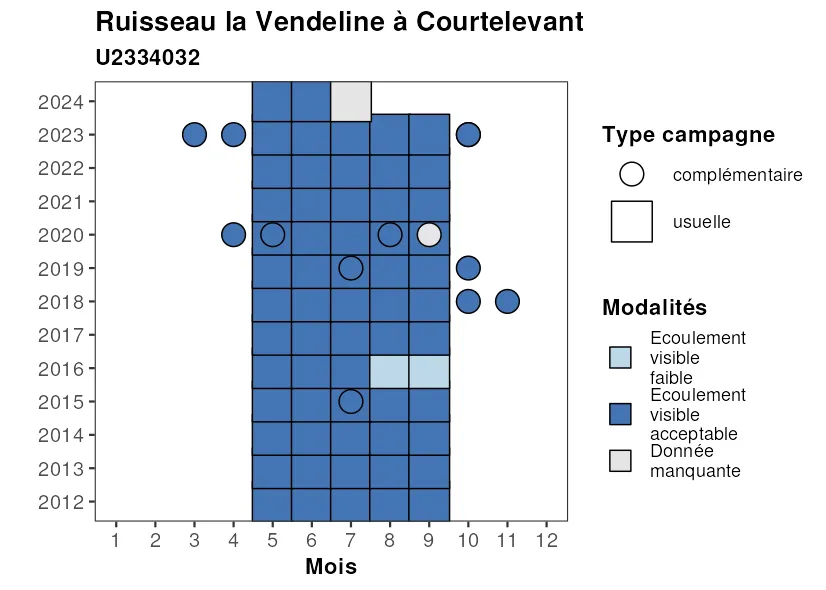 Ruisseau la Vendeline à Courtelevant
U2334032
2024
2023
2022
2021
2020
2019
2018
2017
2016
2015
2014
2013
2012
1 2 3 4 5 6 7 8 9 10 11 12
Mois
Type campagne
complémentaire
usuelle
Modalités
Ecoulement
visible
faible
Ecoulement
visible
acceptable
Donnée
manquante